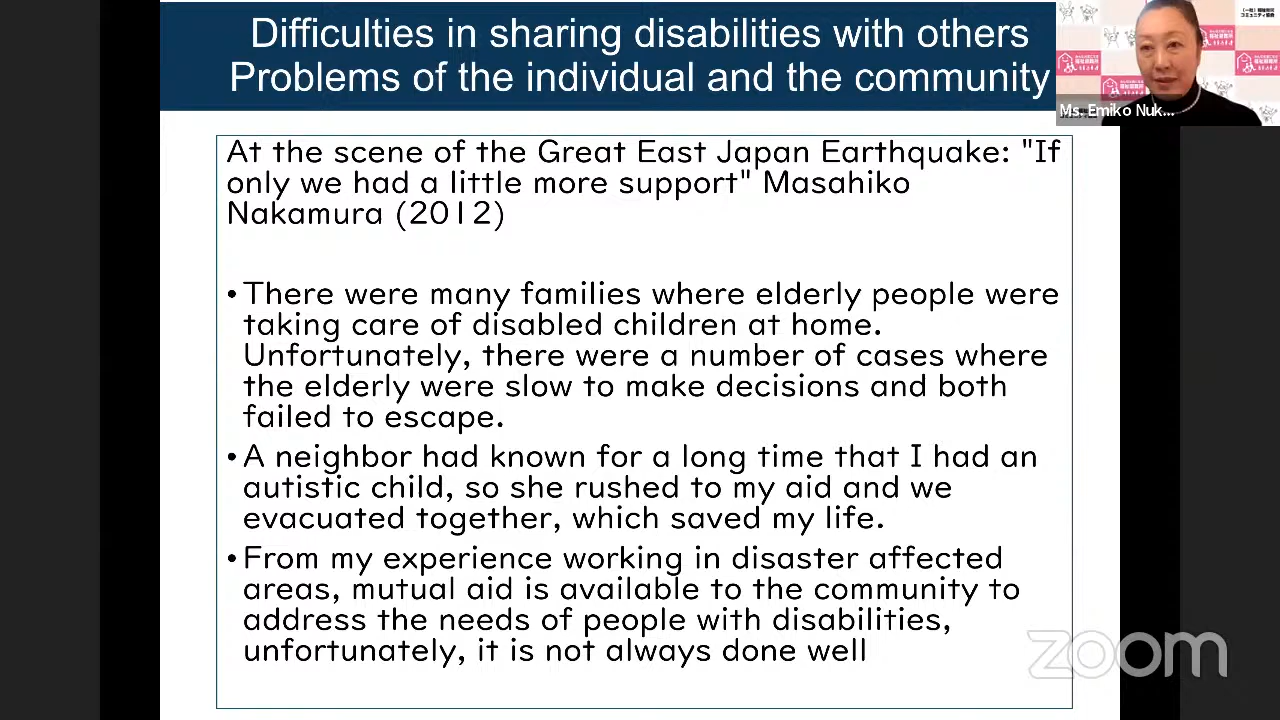 Difficulties in sharing disabilities with others
Problems of the individual and the community
Ms. Emiko Nuk...
At the scene of the Great East Japan Earthquake: "If
only we had a little more support" Masahiko
Nakamura (2012)
•There were many families where elderly people were
taking care of disabled children at home.
Unfortunately, there were a number of cases where
the elderly were slow to make decisions and both
failed to escape.
•A neighbor had known for a long time that I had an
autistic child, so she rushed to my aid and we
evacuated together, which saved my life.
•From my experience working in disaster affected
areas, mutual aid is available to the community to
address the needs of people with disabilities,
unfortunately, it is not always done well
zoom